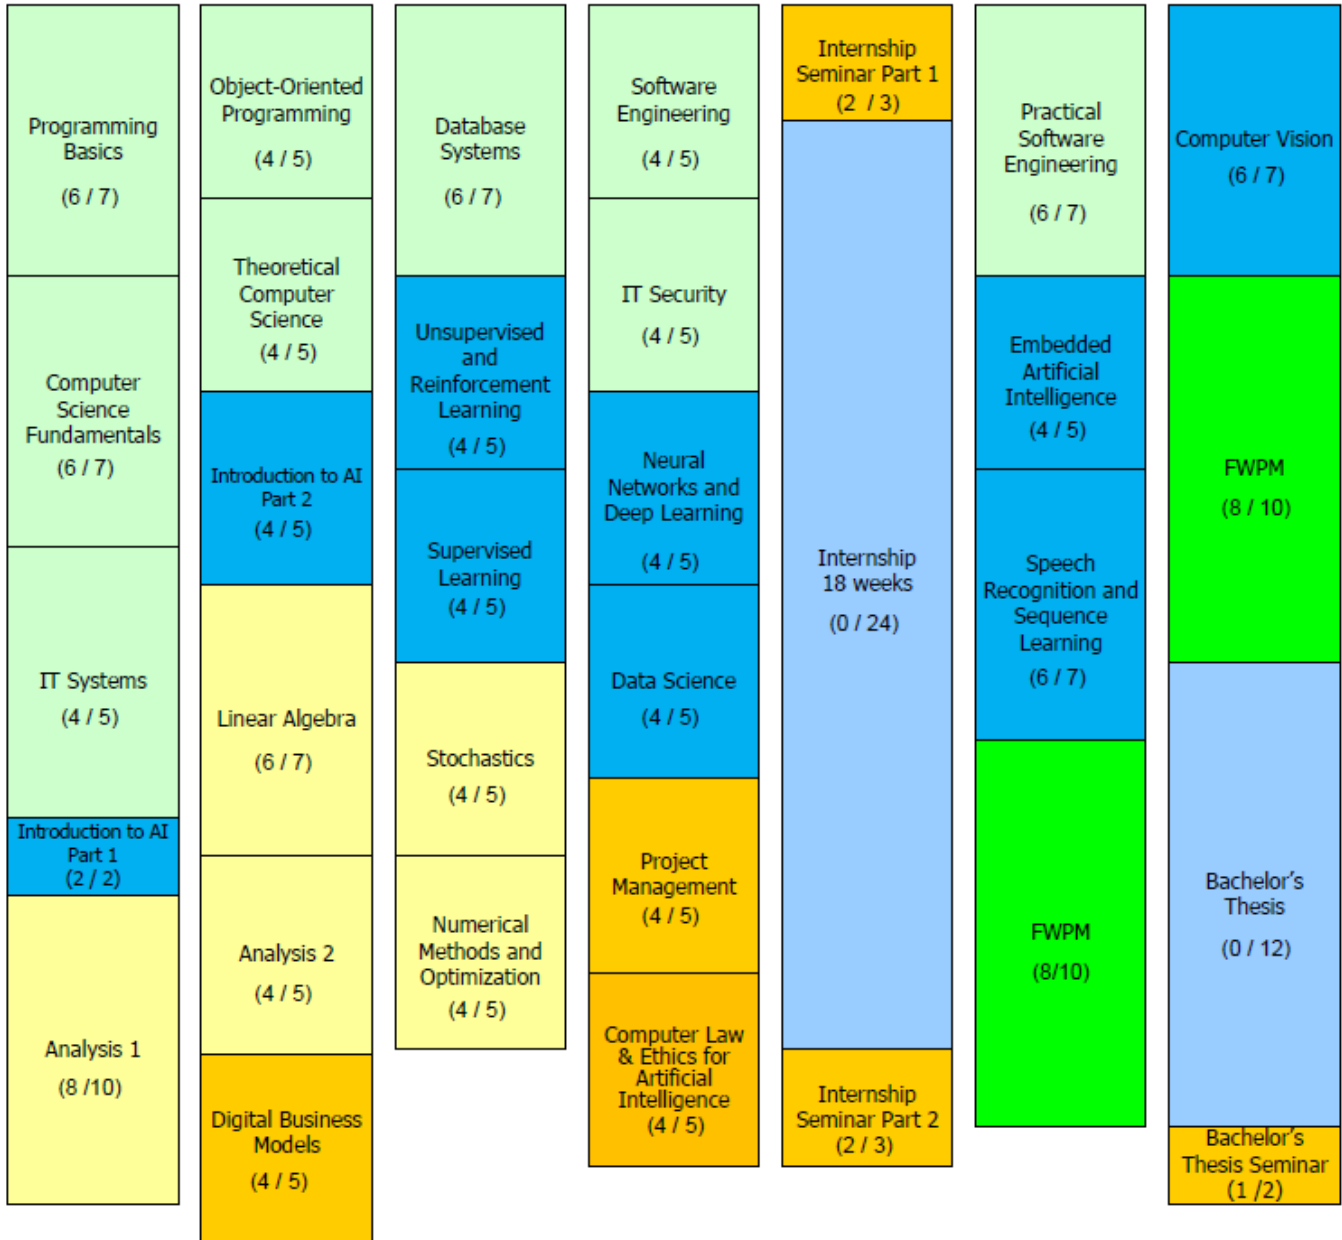 Programming
Basics
(6 / 7)
Computer
Science
Fundamentals
(6 / 7)
IT Systems
(4 / 5)
Introduction to AI
Part 1
(2 / 2)
Analysis 1
(8 /10)
Object-Oriented
Programming
(4 / 5)
Theoretical
Computer
Science
(4 / 5)
Introduction to AI
Part 2
(4 / 5)
Linear Algebra
(6 / 7)
Analysis 2
(4 / 5)
Digital Business
Models
(4 / 5)
Database
Systems
(6 / 7)
Unsupervised
and
Reinforcement
Learning
(4 / 5)
Supervised
Learning
(4 / 5)
Stochastics
(4 / 5)
Numerical
Methods and
Optimization
(4 / 5)
Software
Engineering
(4 / 5)
IT Security
(4 / 5)
Neural
Networks and
Deep Learning
(4 / 5)
Data Science
(4 / 5)
Project
Management
(4 / 5)
Computer Law
& Ethics for
Artificial
Intelligence
(4 / 5)
Internship
Seminar Part 1
(2 / 3)
Internship
18 weeks
(0 / 24)
Internship
Seminar Part 2
(2 / 3)
Practical
Software
Engineering
(6 / 7)
Embedded
Artificial
Intelligence
(4 / 5)
Speech
Recognition and
Sequence
Learning
(6 / 7)
FWPM
(8/10)
Computer Vision
(6 / 7)
FWPM
(8 / 10)
Bachelor's
Thesis
(0 / 12)
Bachelor's
Thesis Seminar
(1 /2)